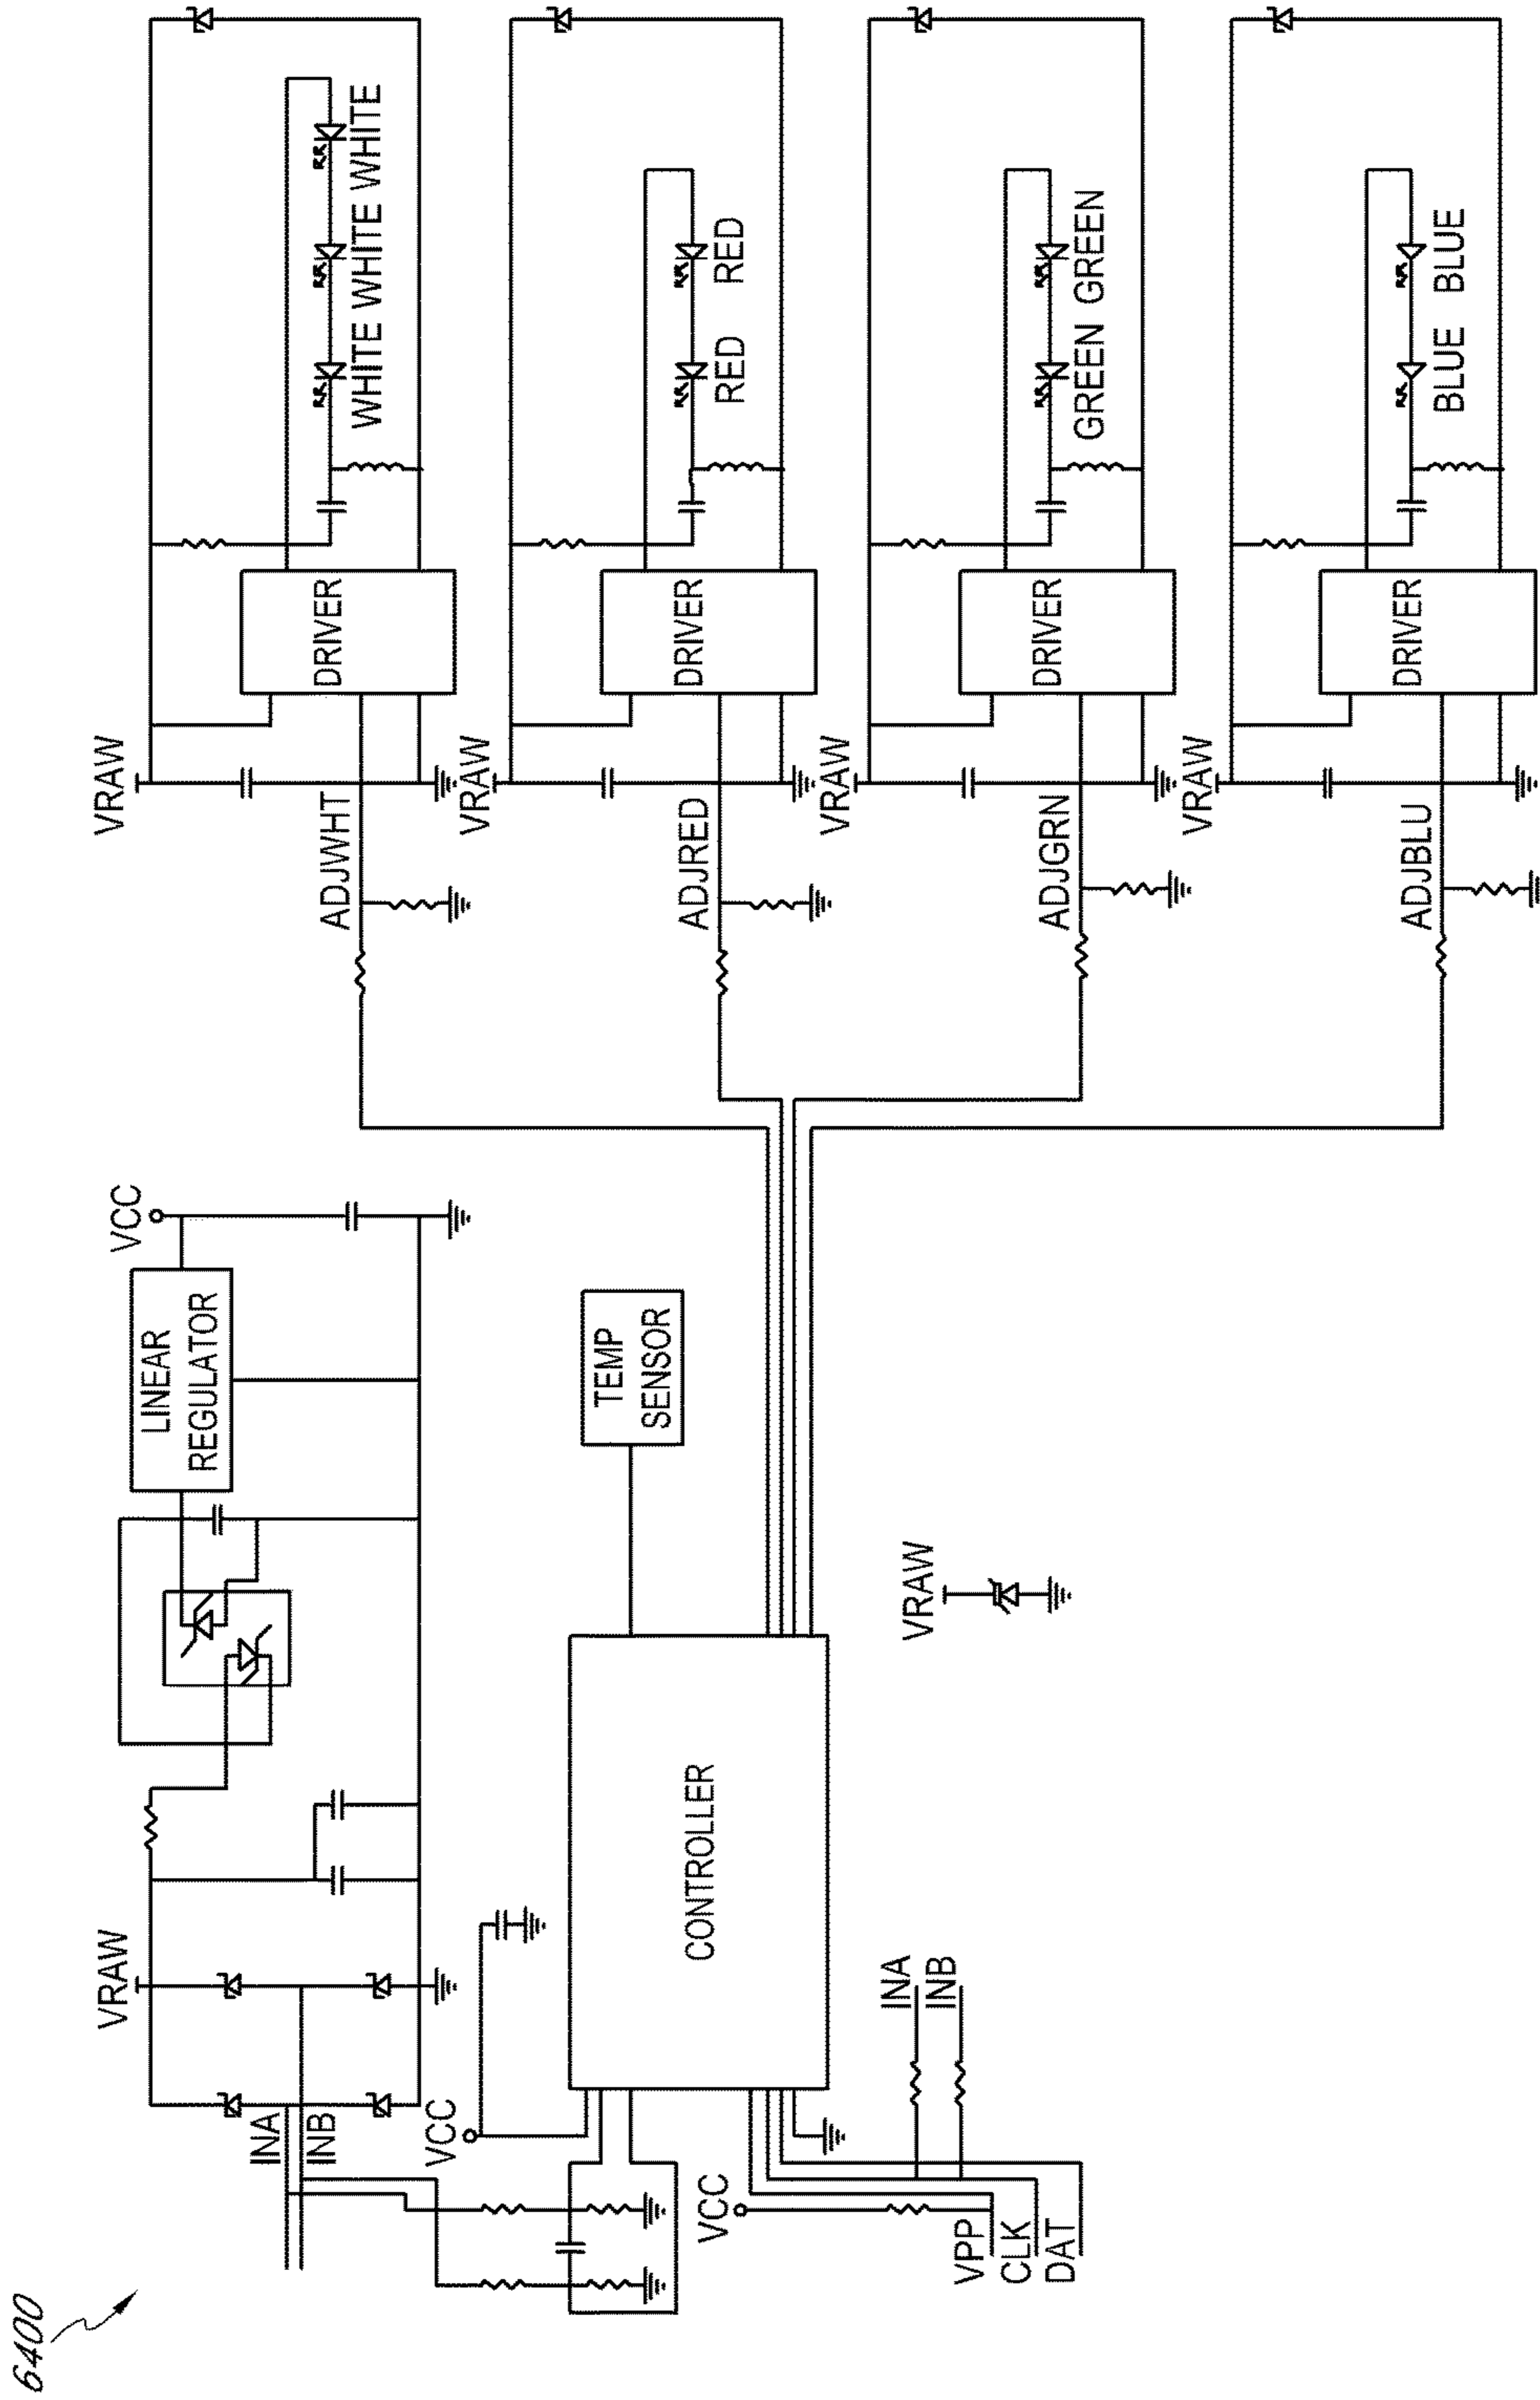 6400
INA
INB
VRAW
LINEAR
REGULATOR
VCC
VCC
TEMP
SENSOR
CONTROLLER
VCC
VPP
CLK
DAT
INA
INB
VRAW
VRAW
ADJWHT
DRIVER
WHITE WHITE WHITE
VRAW
ADJRED
DRIVER
RED RED
VRAW
ADJGRN
DRIVER
GREEN GREEN
VRAW
ADJBLU
DRIVER
BLUE BLUE